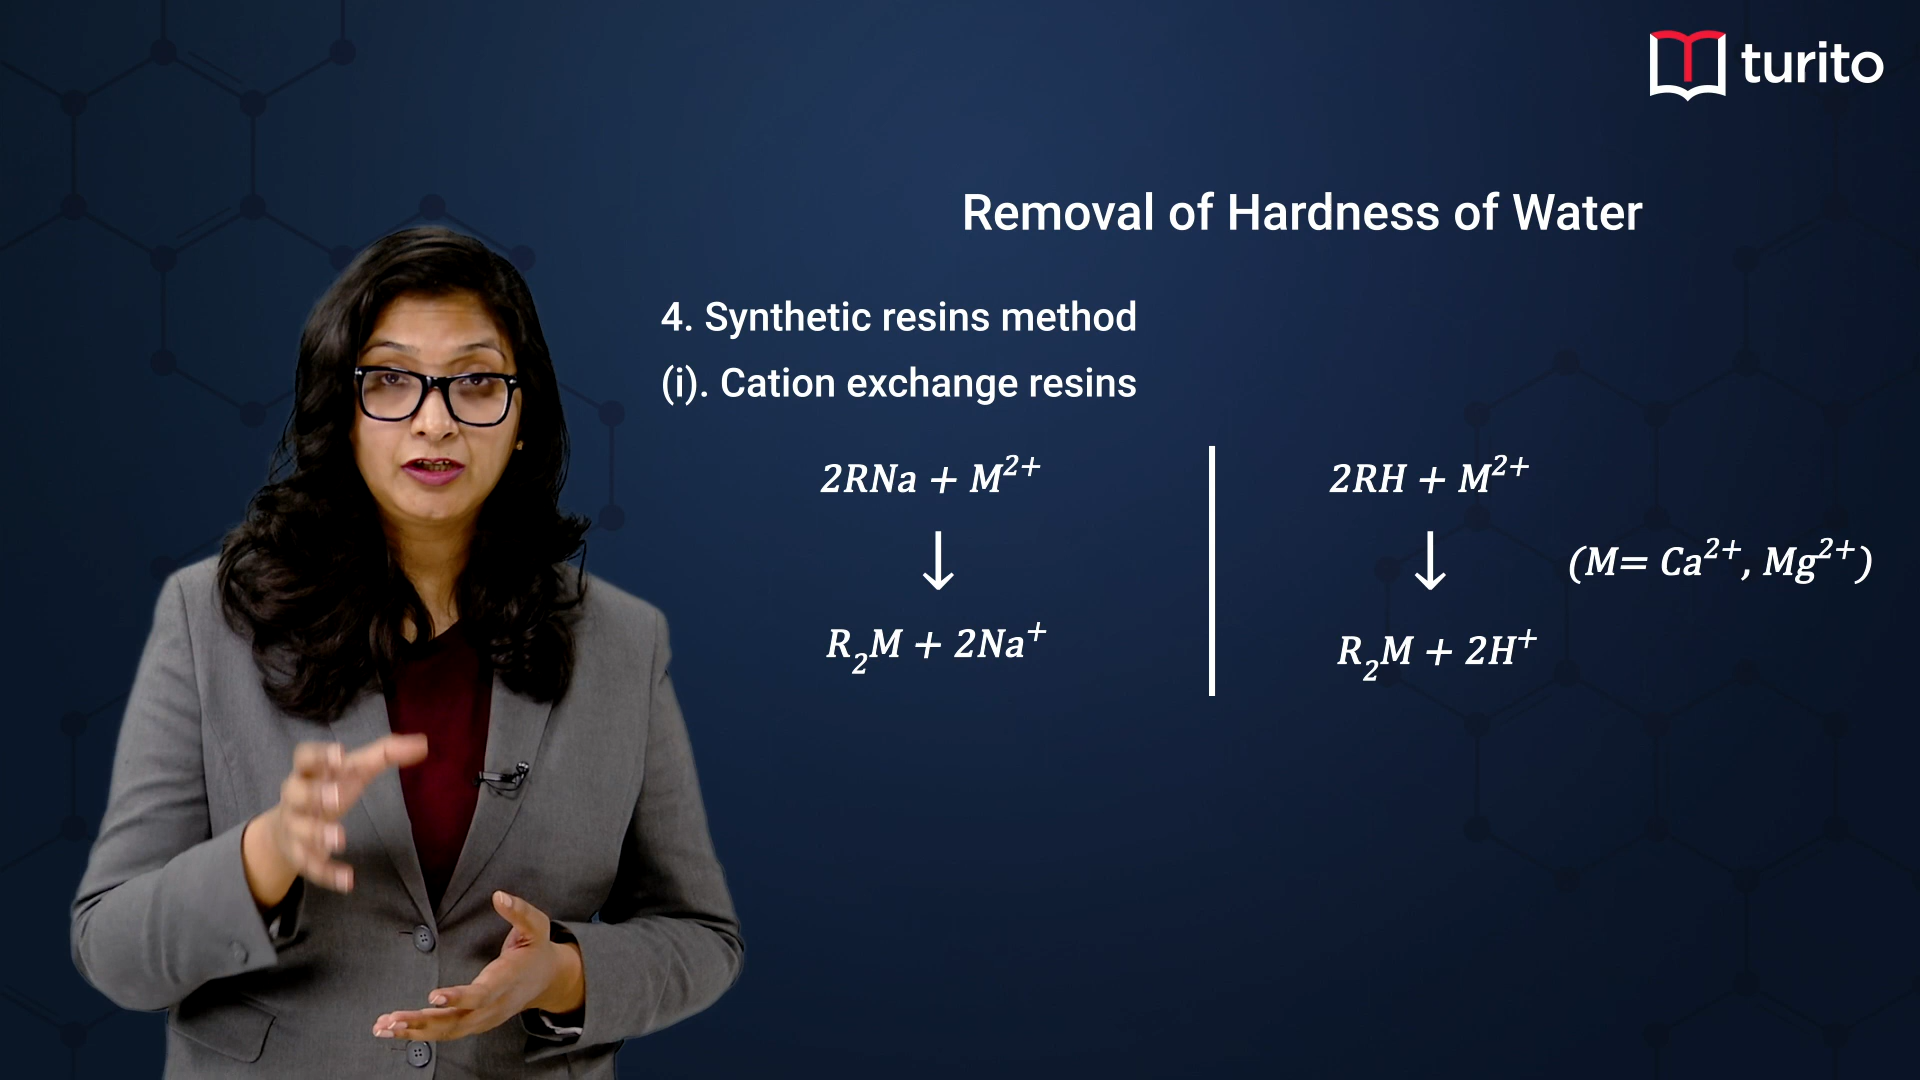 turito
Removal of Hardness of Water
4. Synthetic resins method
(i). Cation exchange resins
2RNa + M²⁺
↓
R₂M + 2Na⁺
2RH + M²⁺
↓
R₂M + 2H⁺
(M= Ca²⁺, Mg²⁺)